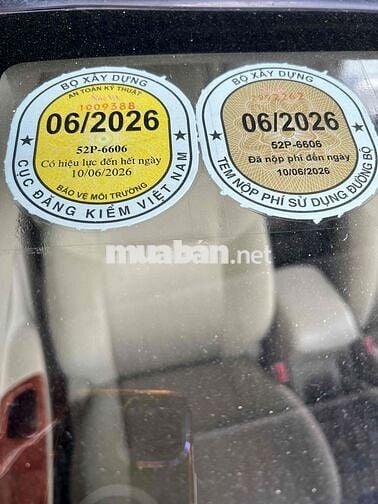 BỘ XÂY DỰNG
AN TOÀN KỸ THUẬT
1009388
06/2026
52P-6606
Có hiệu lực đến hết ngày
10/06/2026
BẢO VỆ MÔI TRƯỜNG
CỤC ĐĂNG KIỂM VIỆT NAM
BỘ XÂY DỰNG
06/2026
52P-6606
Đã nộp phí đến ngày
10/06/2026
TEM NỘP PHÍ SỬ DỤNG ĐƯỜNG BỘ
muaban.net